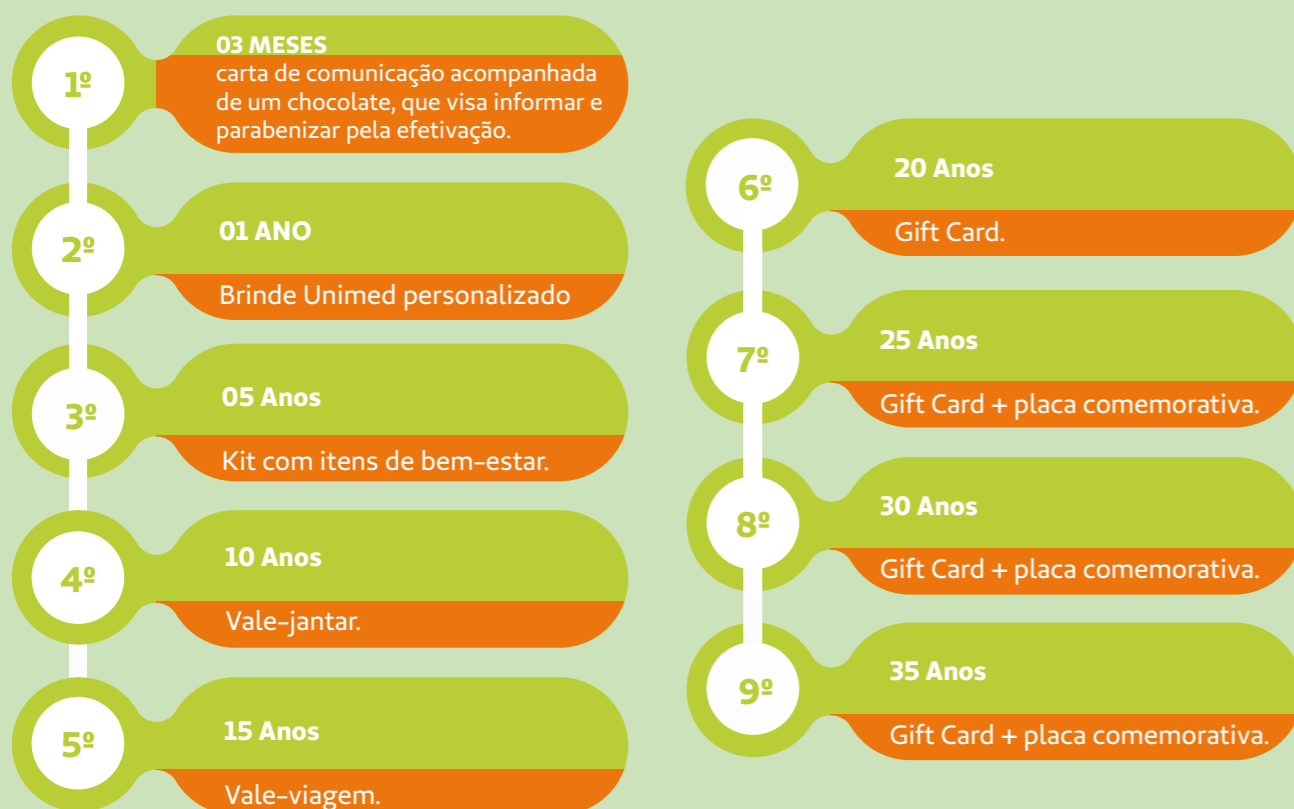 1º
03 MESES
carta de comunicação acompanhada
de um chocolate, que visa informar e
parabenizar pela efetivação.
2º
01 ANO
Brinde Unimed personalizado
3º
05 Anos
Kit com itens de bem-estar.
4º
10 Anos
Vale-jantar.
5º
15 Anos
Vale-viagem.
6º
20 Anos
Gift Card.
7º
25 Anos
Gift Card + placa comemorativa.
8º
30 Anos
Gift Card + placa comemorativa.
9º
35 Anos
Gift Card + placa comemorativa.